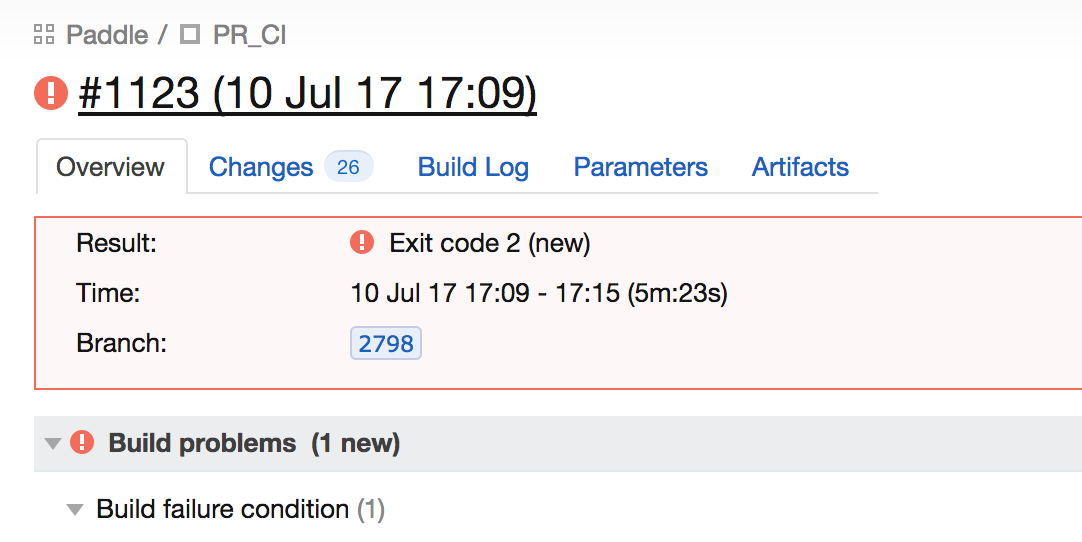 Paddle / PR_CI
#1123 (10 Jul 17 17:09)
Overview Changes 26 Build Log Parameters Artifacts
Result: Exit code 2 (new)
Time: 10 Jul 17 17:09 - 17:15 (5m:23s)
Branch: 2798
Build problems (1 new)
Build failure condition (1)